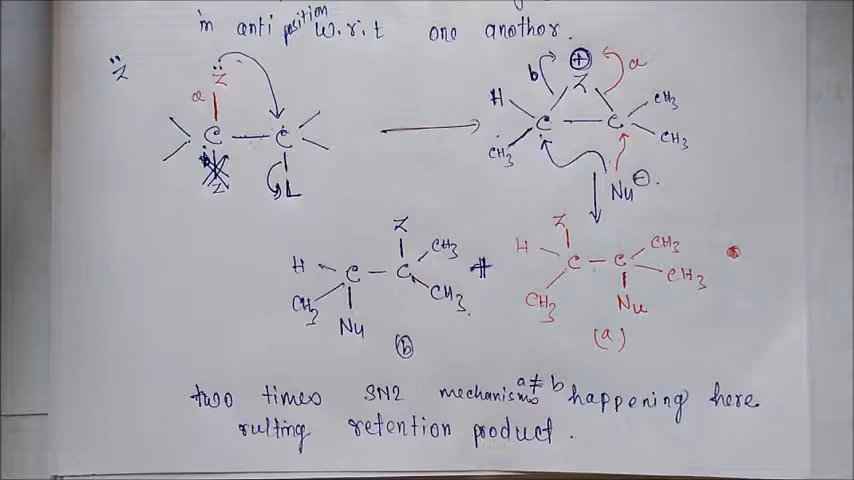 in anti position w.r.t one another.
Z̈ Z̈ a C C L Z
⊕ Z b a H CH3 C C CH3 CH3 Nu⊖
H CH3 C C Z CH3 CH3 Nu (b)
≠
Z H C C CH3 CH3 CH3 Nu (a)
a ≠ b
two times SN2 mechanisms happening here
rulting retention product.